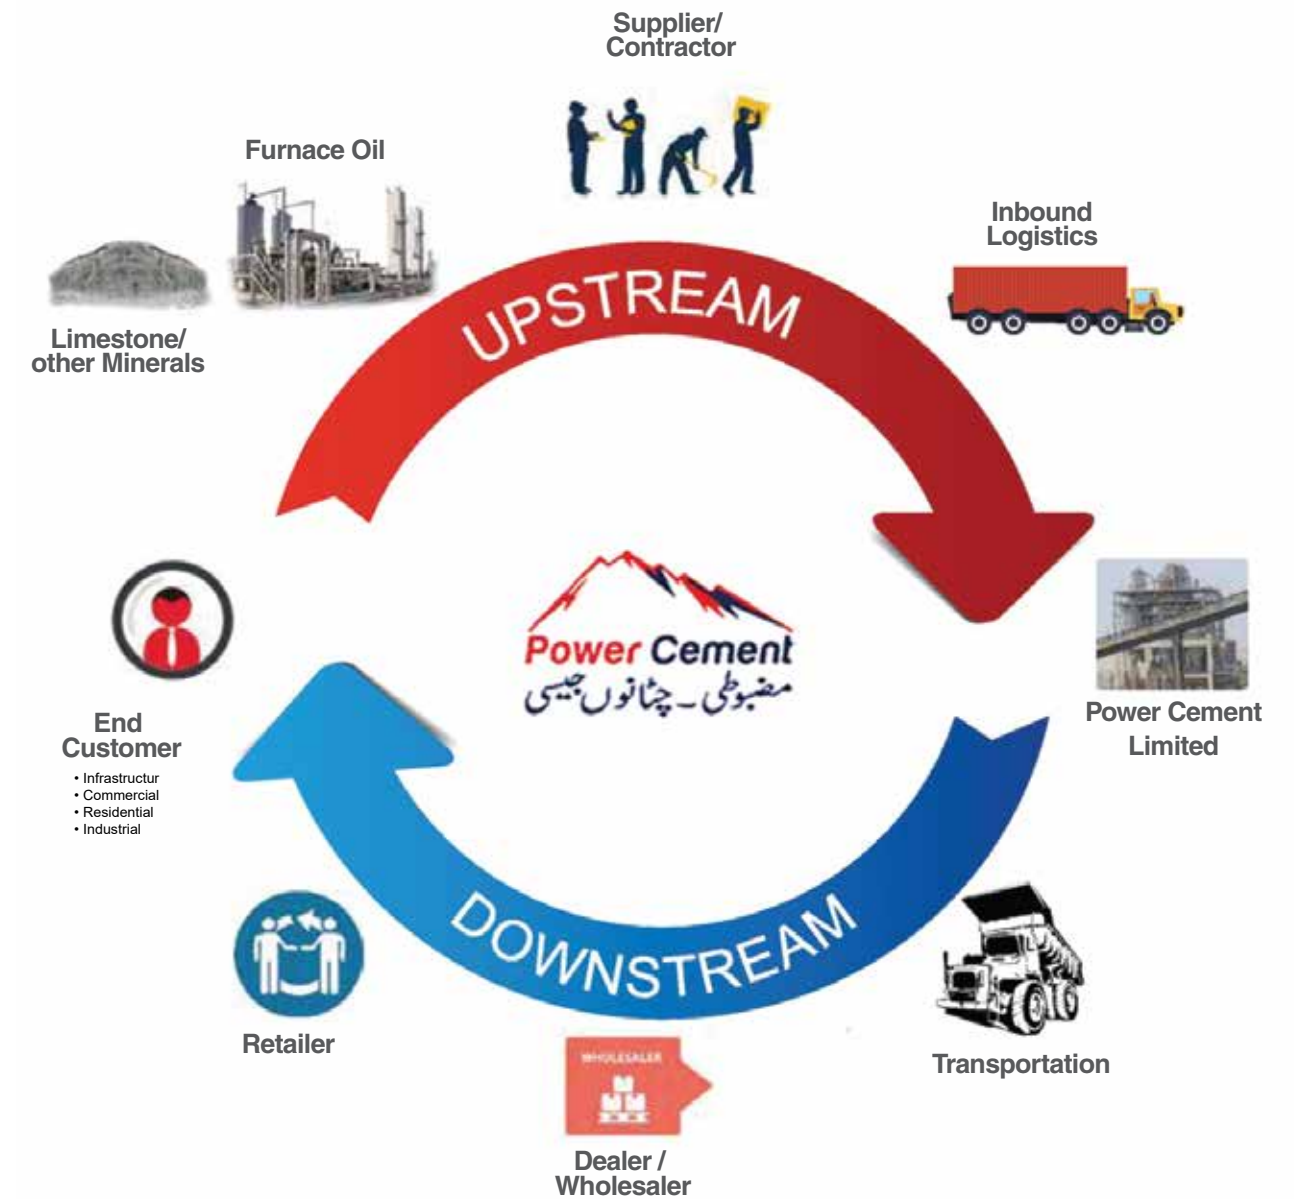 Supplier/
Contractor
Furnace Oil
Inbound
Logistics
Limestone/
other Minerals
UPSTREAM
Power Cement
مضبوطی ـ چٹانوں جیسی
Power Cement
Limited
End
Customer
• Infrastructur
• Commercial
• Residential
• Industrial
DOWNSTREAM
Retailer
Transportation
WHOLESALER
Dealer /
Wholesaler